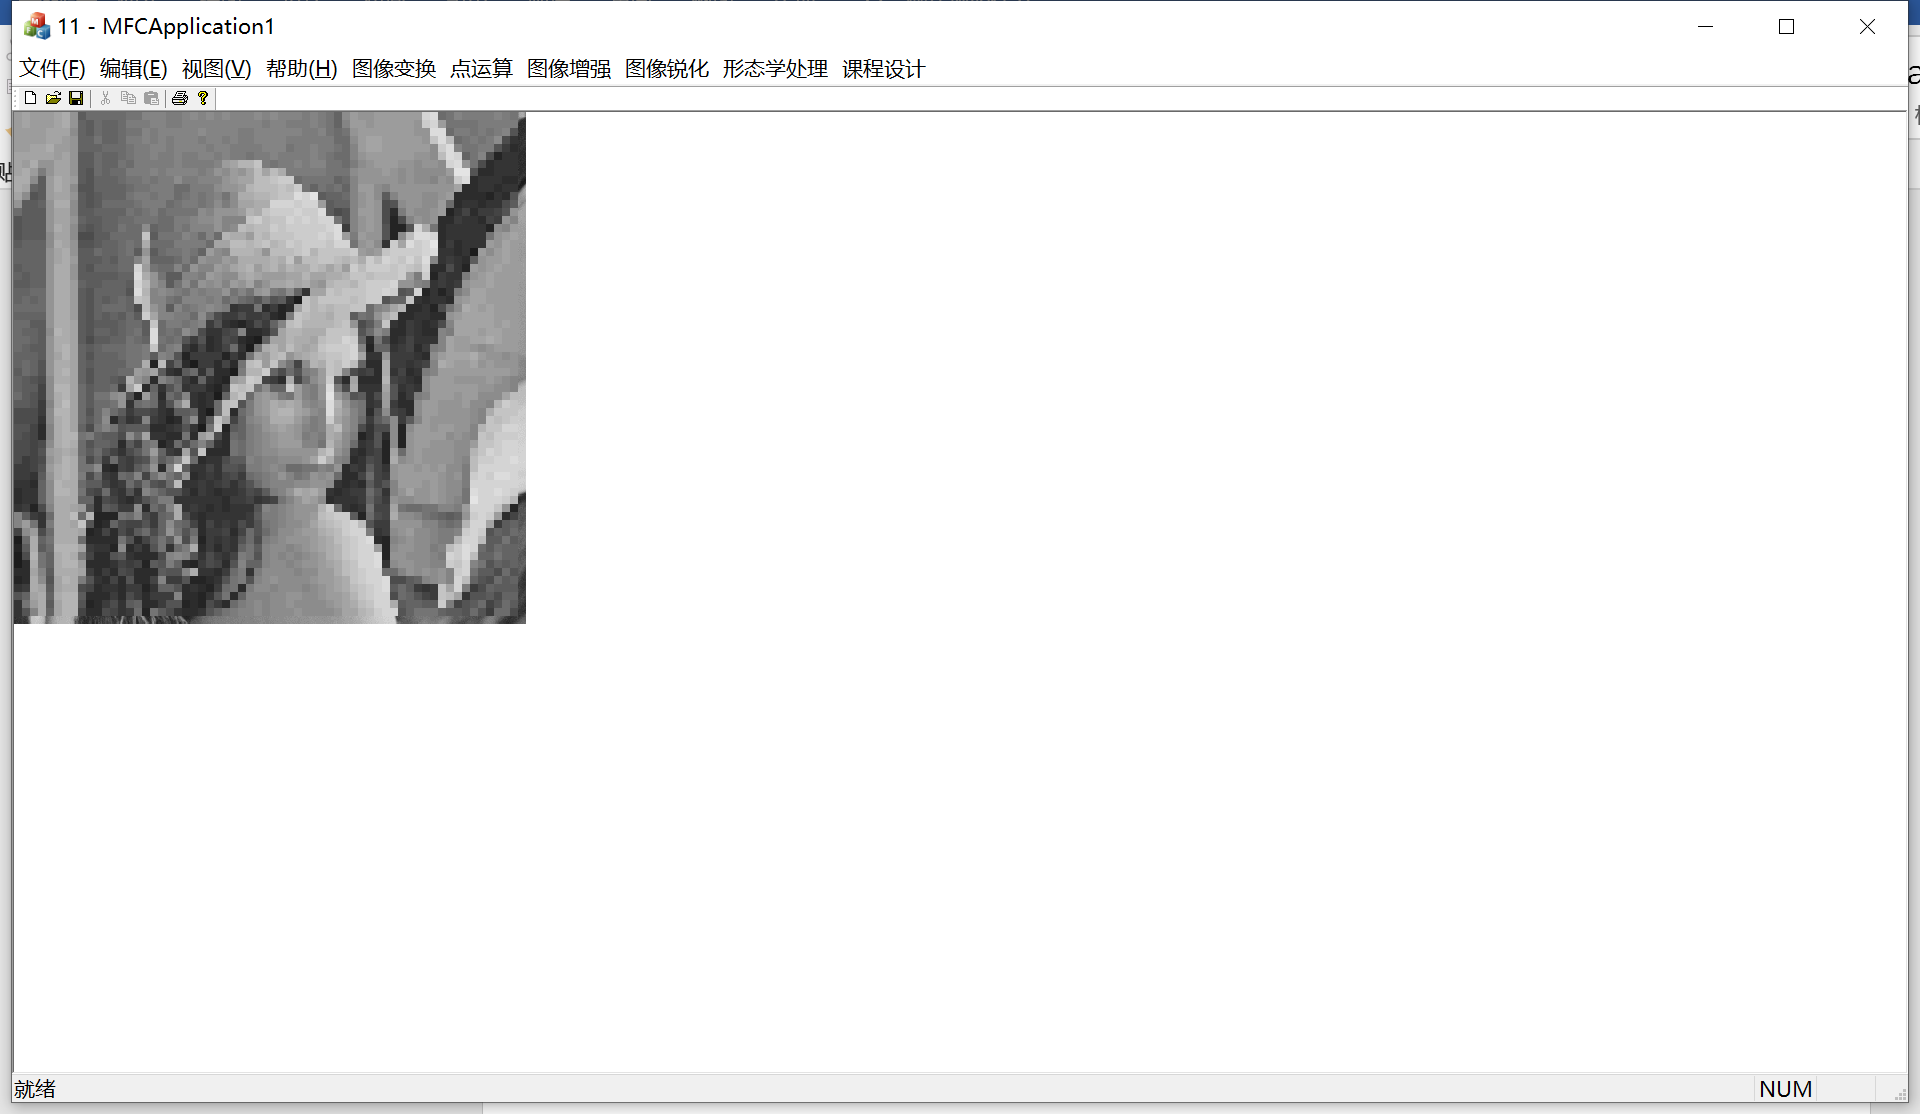 11 - MFCApplication1
文件(F) 编辑(E) 视图(V) 帮助(H) 图像变换 点运算 图像增强 图像锐化 形态学处理 课程设计
就绪 NUM